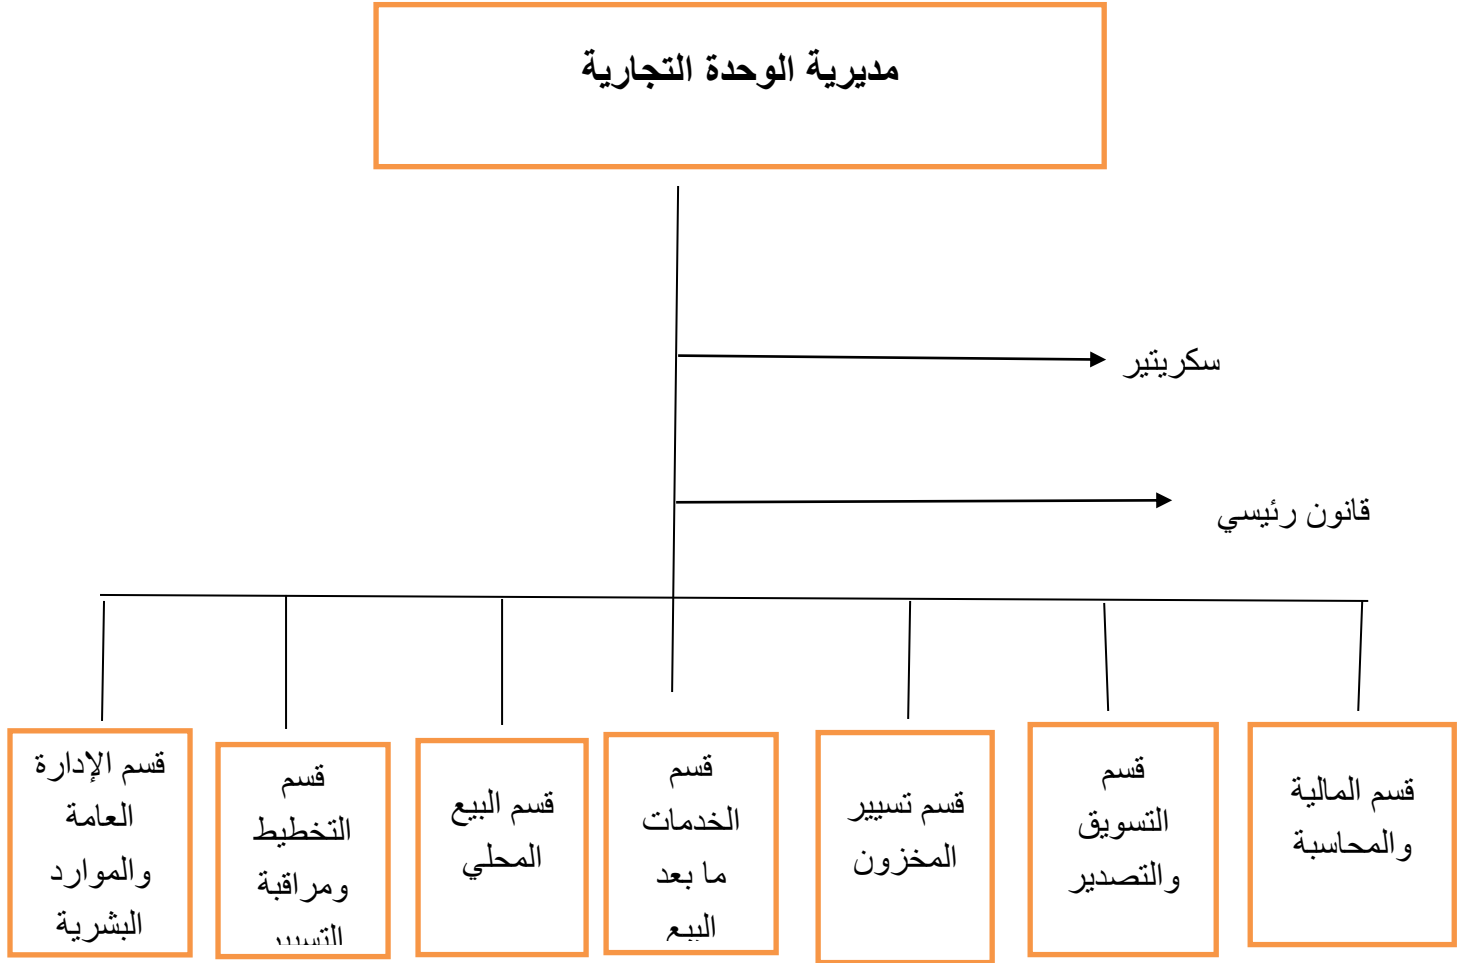 مديرية الوحدة التجارية
سكريتير
قانون رئيسي
قسم المالية
والمحاسبة
قسم
التسويق
والتصدير
قسم تسيير
المخزون
قسم
الخدمات
ما بعد
البيع
قسم البيع
المحلي
قسم
التخطيط
ومراقبة
التسيير
قسم الإدارة
العامة
والموارد
البشرية